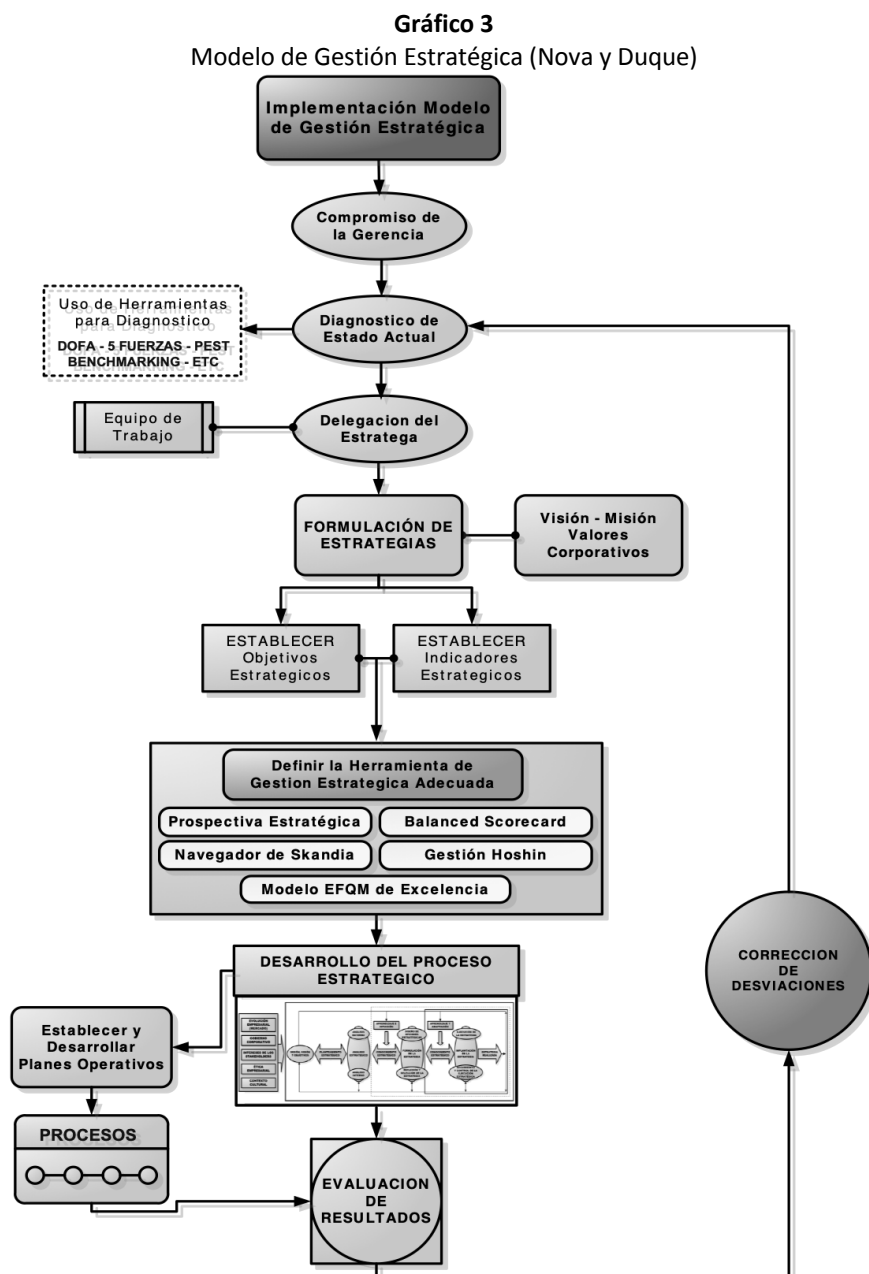 Gráfico 3
Modelo de Gestión Estratégica (Nova y Duque)
Implementación Modelo
de Gestión Estratégica
Compromiso de
la Gerencia
Uso de Herramientas
para Diagnostico
DOFA - 5 FUERZAS - PEST
BENCHMARKING - ETC
Diagnostico de
Estado Actual
Equipo de
Trabajo
Delegacion del
Estratega
FORMULACIÓN DE
ESTRATEGIAS
Visión - Misión
Valores
Corporativos
ESTABLECER
Objetivos
Estrategicos
ESTABLECER
Indicadores
Estrategicos
Definir la Herramienta de
Gestion Estrategica Adecuada
Prospectiva Estratégica
Balanced Scorecard
Navegador de Skandia
Gestión Hoshin
Modelo EFQM de Excelencia
DESARROLLO DEL PROCESO
ESTRATEGICO
CORRECCION
DE
DESVIACIONES
Establecer y
Desarrollar
Planes Operativos
PROCESOS
EVALUACION
DE
RESULTADOS